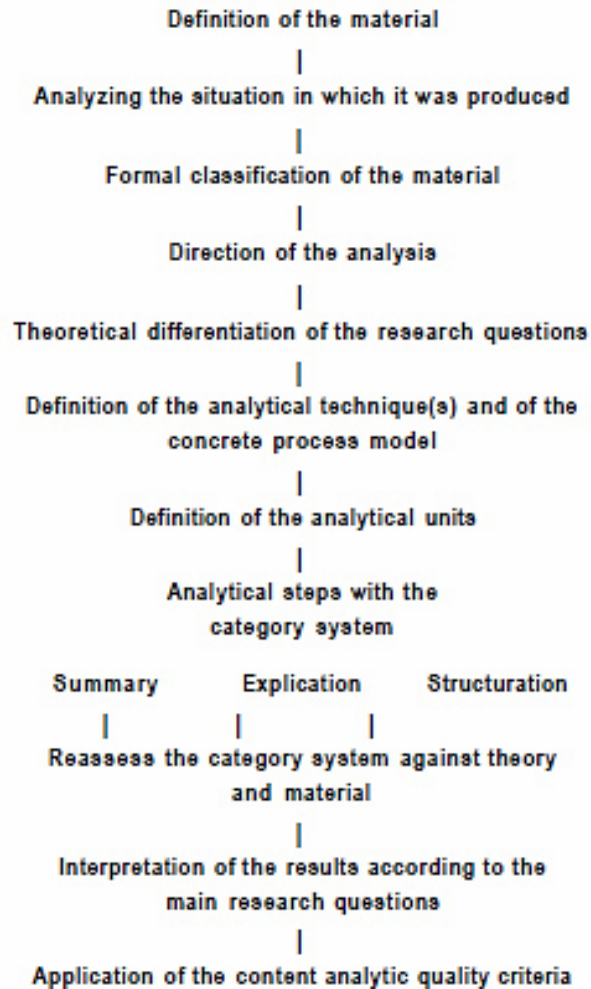 Definition of the material
|
Analyzing the situation in which it was produced
|
Formal classification of the material
|
Direction of the analysis
|
Theoretical differentiation of the research questions
|
Definition of the analytical technique(s) and of the
concrete process model
|
Definition of the analytical units
|
Analytical steps with the
category system
Summary Explication Structuration
| | |
Reassess the category system against theory
and material
|
Interpretation of the results according to the
main research questions
|
Application of the content analytic quality criteria